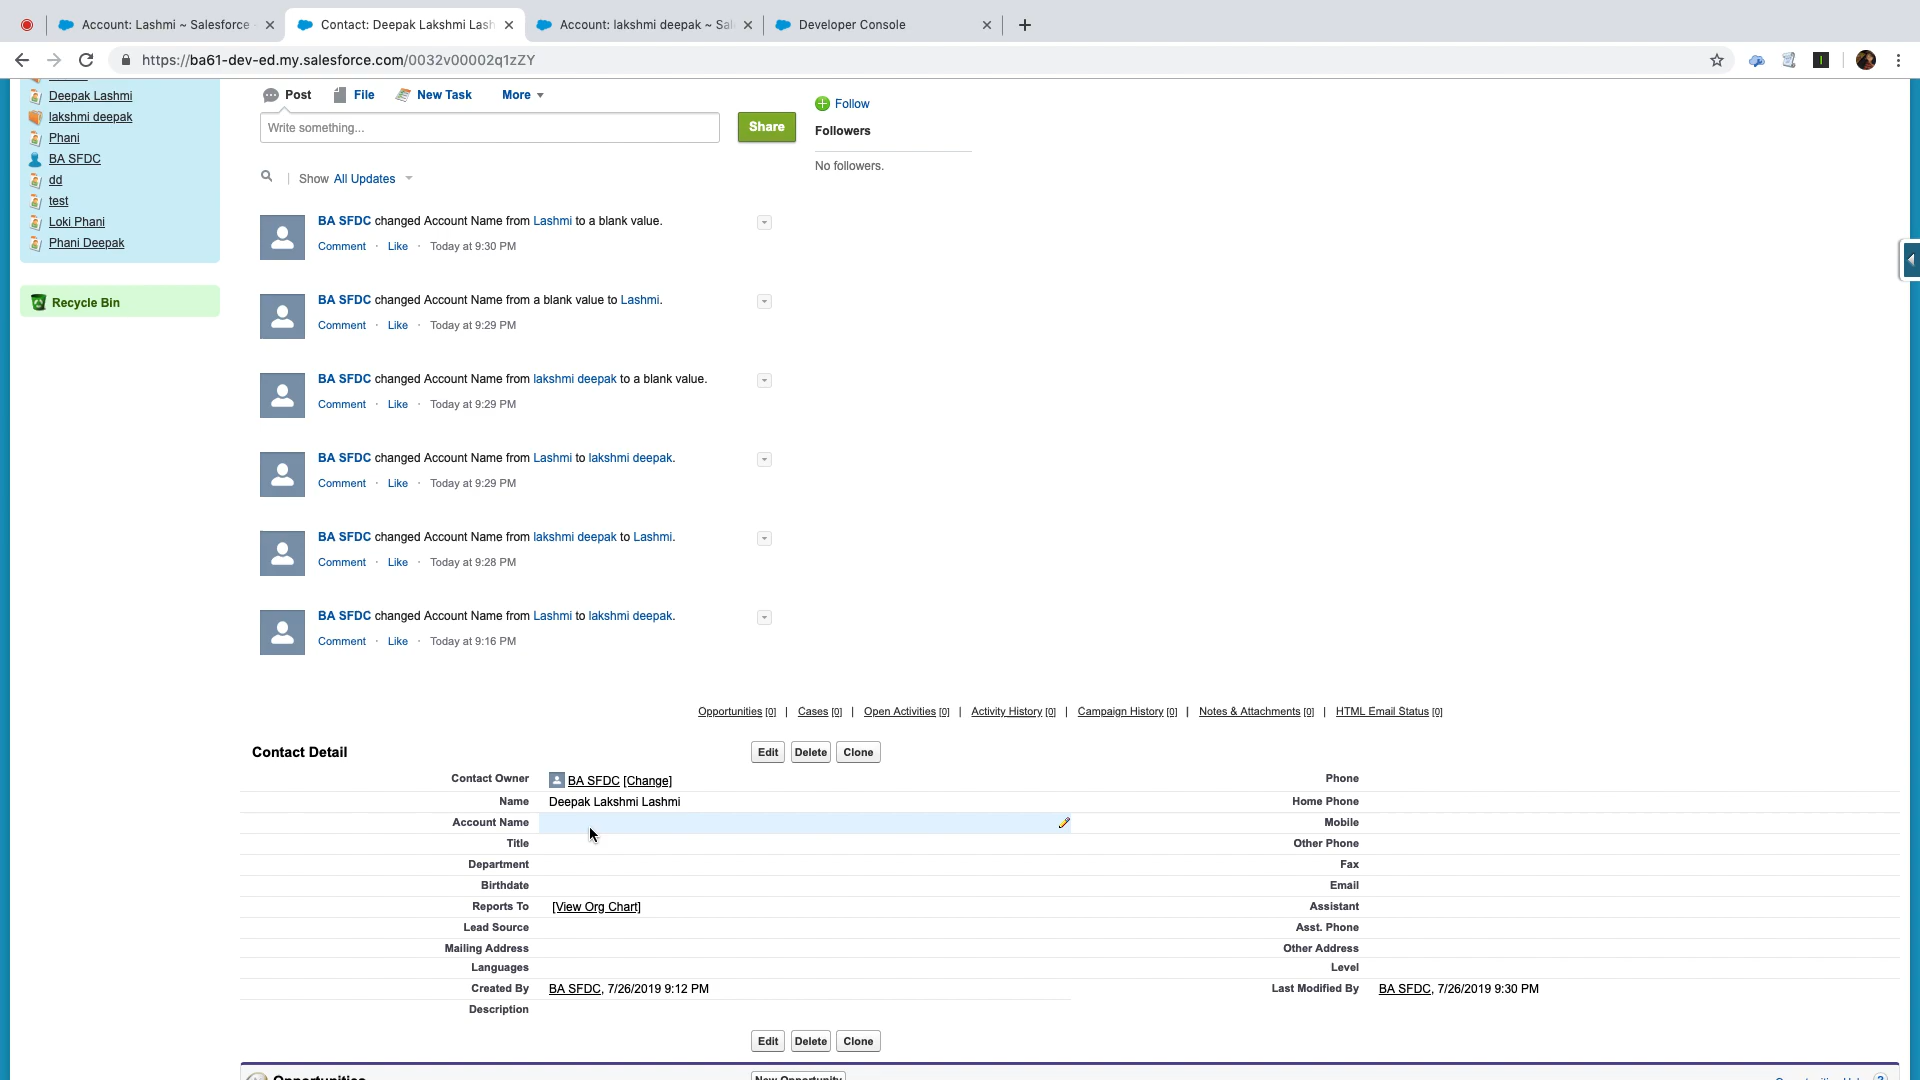 Account: Lashmi ~ Salesforce
Contact: Deepak Lakshmi Lash
Account: lakshmi deepak ~ Sal
Developer Console
https://ba61-dev-ed.my.salesforce.com/0032v00002q1zZY
Deepak Lashmi
lakshmi deepak
Phani
BA SFDC
dd
test
Loki Phani
Phani Deepak
Recycle Bin
Post File New Task More
Write something...
Share
Follow
Followers
No followers.
Show All Updates
BA SFDC changed Account Name from Lashmi to a blank value.
Comment · Like · Today at 9:30 PM
BA SFDC changed Account Name from a blank value to Lashmi.
Comment · Like · Today at 9:29 PM
BA SFDC changed Account Name from lakshmi deepak to a blank value.
Comment · Like · Today at 9:29 PM
BA SFDC changed Account Name from Lashmi to lakshmi deepak.
Comment · Like · Today at 9:29 PM
BA SFDC changed Account Name from lakshmi deepak to Lashmi.
Comment · Like · Today at 9:28 PM
BA SFDC changed Account Name from Lashmi to lakshmi deepak.
Comment · Like · Today at 9:16 PM
Opportunities [0] | Cases [0] | Open Activities [0] | Activity History [0] | Campaign History [0] | Notes & Attachments [0] | HTML Email Status [0]
Contact Detail Edit Delete Clone
Contact Owner BA SFDC [Change] Phone
Name Deepak Lakshmi Lashmi Home Phone
Account Name Mobile
Title Other Phone
Department Fax
Birthdate Email
Reports To [View Org Chart] Assistant
Lead Source Asst. Phone
Mailing Address Other Address
Languages Level
Created By BA SFDC, 7/26/2019 9:12 PM Last Modified By BA SFDC, 7/26/2019 9:30 PM
Description
Edit Delete Clone
Opportunities New Opportunity